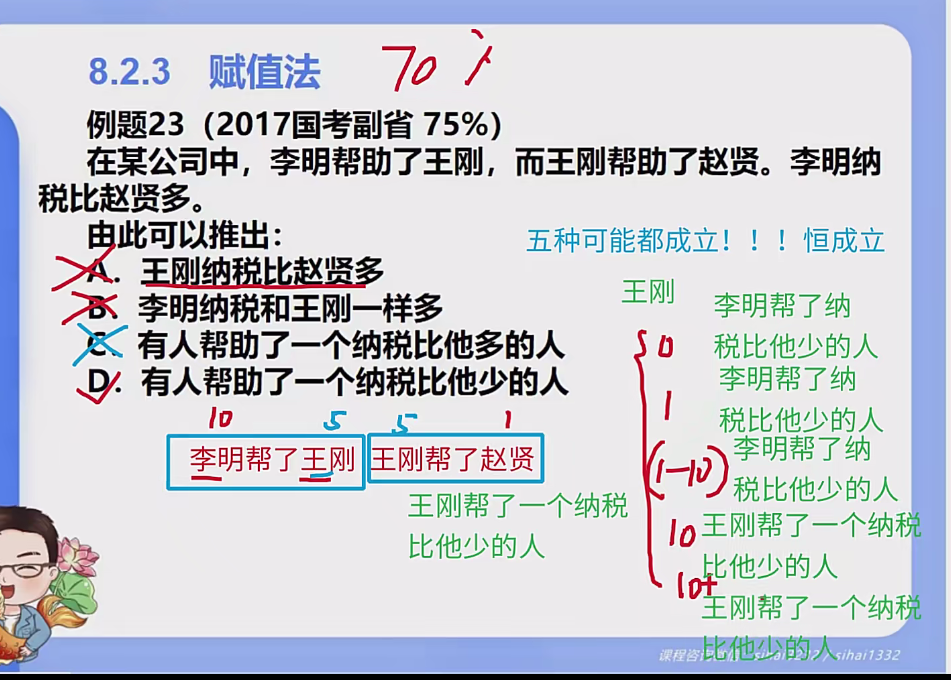 8.2.3 赋值法 70%
例题23（2017国考副省 75%）
在某公司中，李明帮助了王刚，而王刚帮助了赵贤。李明纳
税比赵贤多。
由此可以推出：
五种可能都成立！！！恒成立
A. 王刚纳税比赵贤多
B. 李明纳税和王刚一样多
C. 有人帮助了一个纳税比他多的人
D. 有人帮助了一个纳税比他少的人
10 5 5 1
李明帮了王刚 王刚帮了赵贤
王刚帮了一个纳税
比他少的人
王刚
0
李明帮了纳
税比他少的人
1
李明帮了纳
税比他少的人
(1-10)
李明帮了纳
税比他少的人
10
王刚帮了一个纳税
比他少的人
10+
王刚帮了一个纳税
比他少的人
课程咨询
/ sihai1332